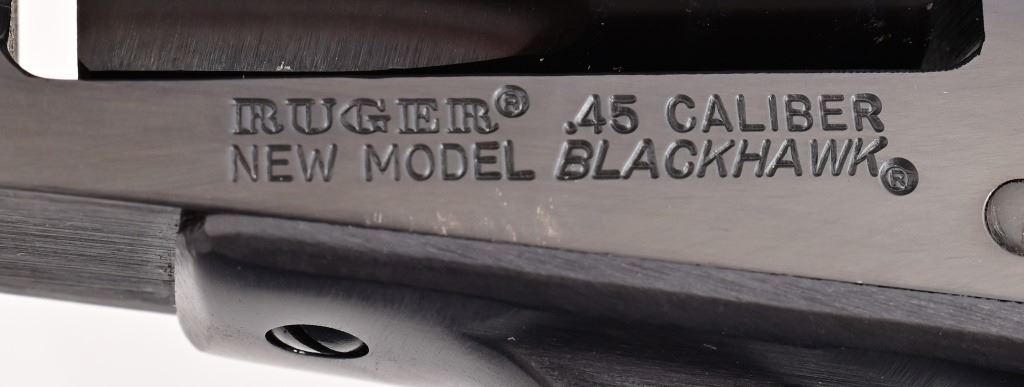 RUGER® .45 CALIBER
NEW MODEL BLACKHAWK®